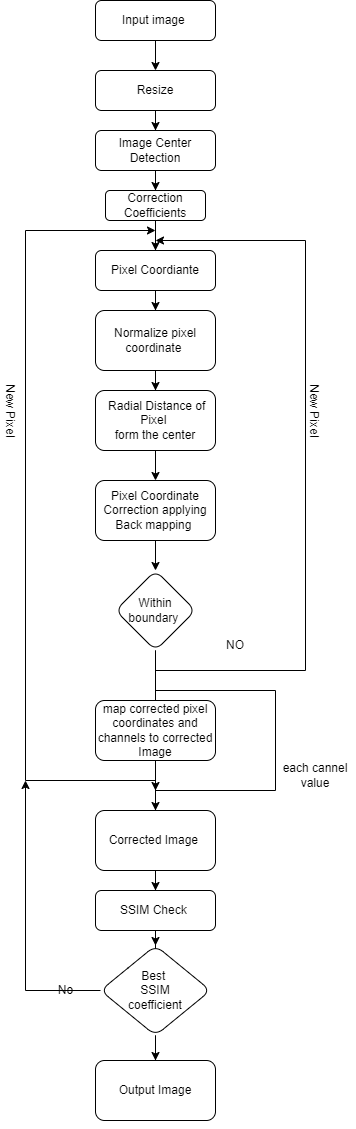 Input image
Resize
Image Center
Detection
Correction
Coefficients
Pixel Coordiante
Normalize pixel
coordinate
New Pixel
New Pixel
Radial Distance of
Pixel
form the center
Pixel Coordinate
Correction applying
Back mapping
Within
boundary
NO
map corrected pixel
coordinates and
channels to corrected
Image
each cannel
value
Corrected Image
SSIM Check
Best
SSIM
coefficient
No
Output Image